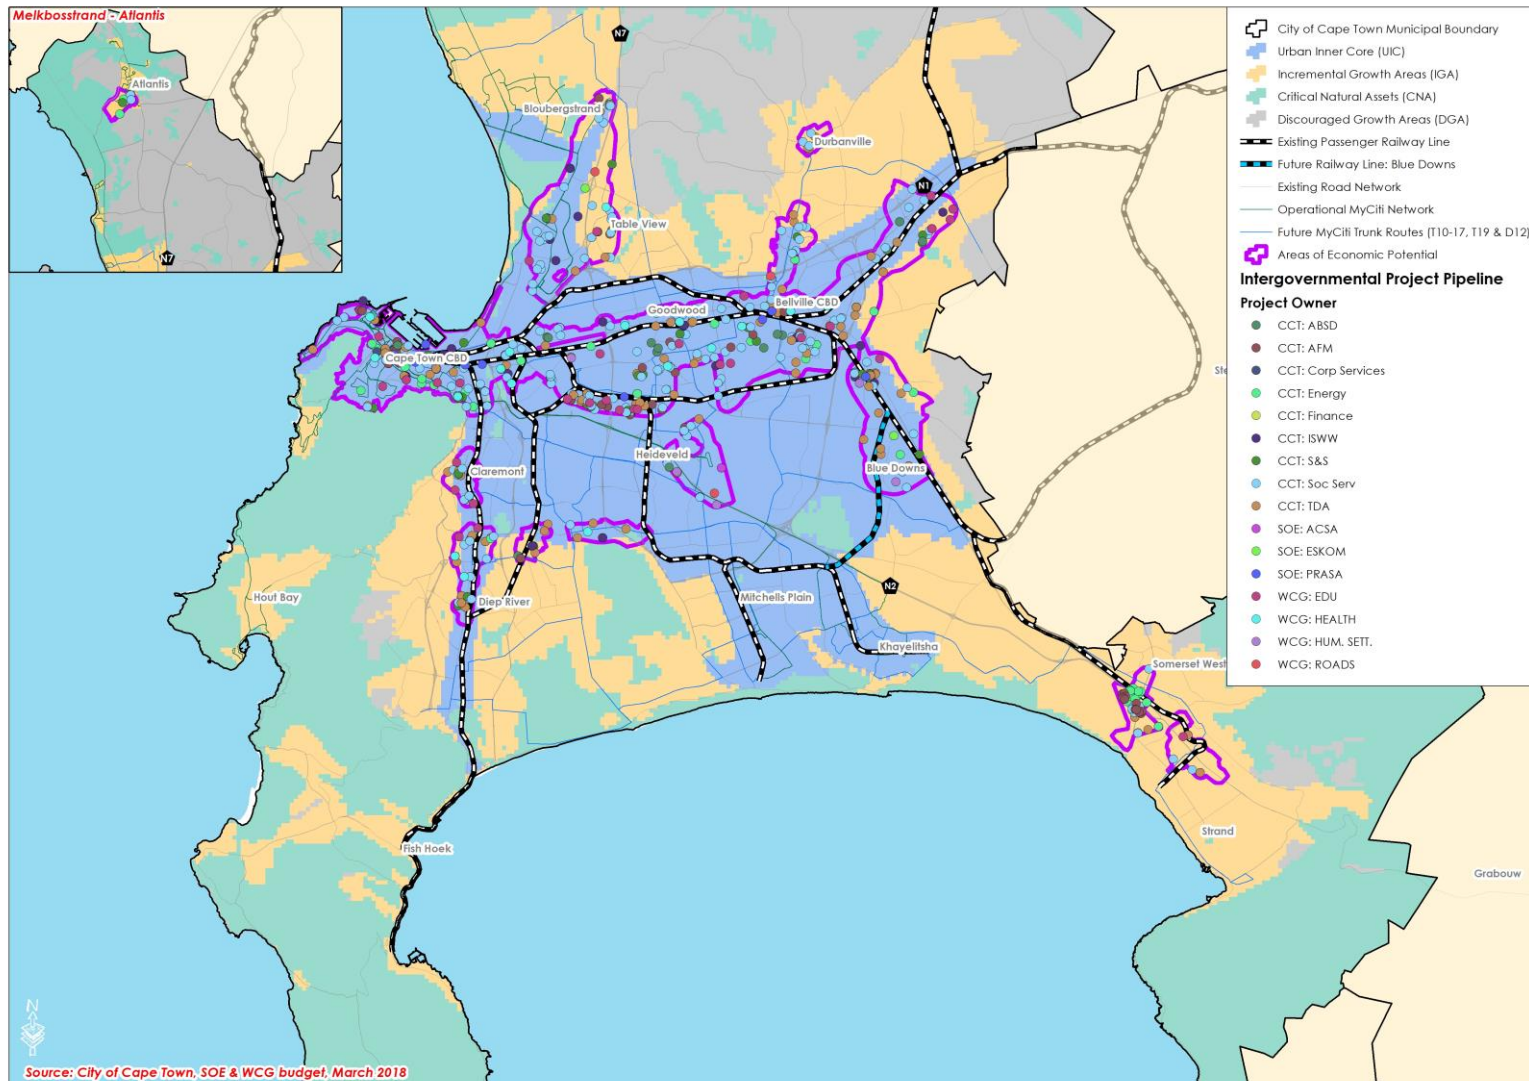 Melkbosstrand - Atlantis
Atlantis
N7
N7
Bloubergstrand
Durbanville
N1
Table View
Goodwood
Bellville CBD
Cape Town CBD
Claremont
Heideveld
Blue Downs
Hout Bay
Diep River
Mitchells Plain
N2
Khayelitsha
Somerset West
Fish Hoek
Strand
Grabouw
Ste
City of Cape Town Municipal Boundary
Urban Inner Core (UIC)
Incremental Growth Areas (IGA)
Critical Natural Assets (CNA)
Discouraged Growth Areas (DGA)
Existing Passenger Railway Line
Future Railway Line: Blue Downs
Existing Road Network
Operational MyCiti Network
Future MyCiti Trunk Routes (T10-17, T19 & D12)
Areas of Economic Potential
Intergovernmental Project Pipeline
Project Owner
CCT: ABSD
CCT: AFM
CCT: Corp Services
CCT: Energy
CCT: Finance
CCT: ISWW
CCT: S&S
CCT: Soc Serv
CCT: TDA
SOE: ACSA
SOE: ESKOM
SOE: PRASA
WCG: EDU
WCG: HEALTH
WCG: HUM. SETT.
WCG: ROADS
N
Source: City of Cape Town, SOE & WCG budget, March 2018